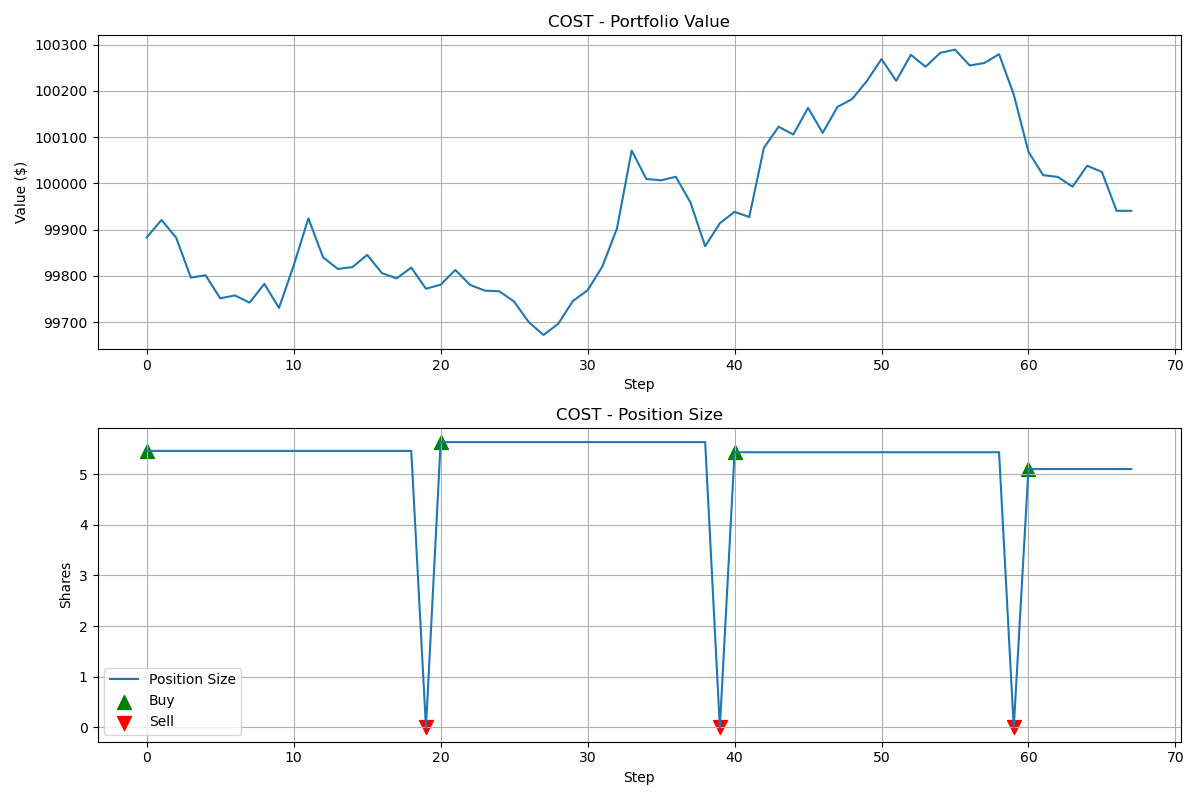 COST - Portfolio Value
Value ($)
100300
100200
100100
100000
99900
99800
99700
0 10 20 30 40 50 60 70
Step
COST - Position Size
Shares
5
4
3
2
1
0
Position Size
Buy
Sell
0 10 20 30 40 50 60 70
Step